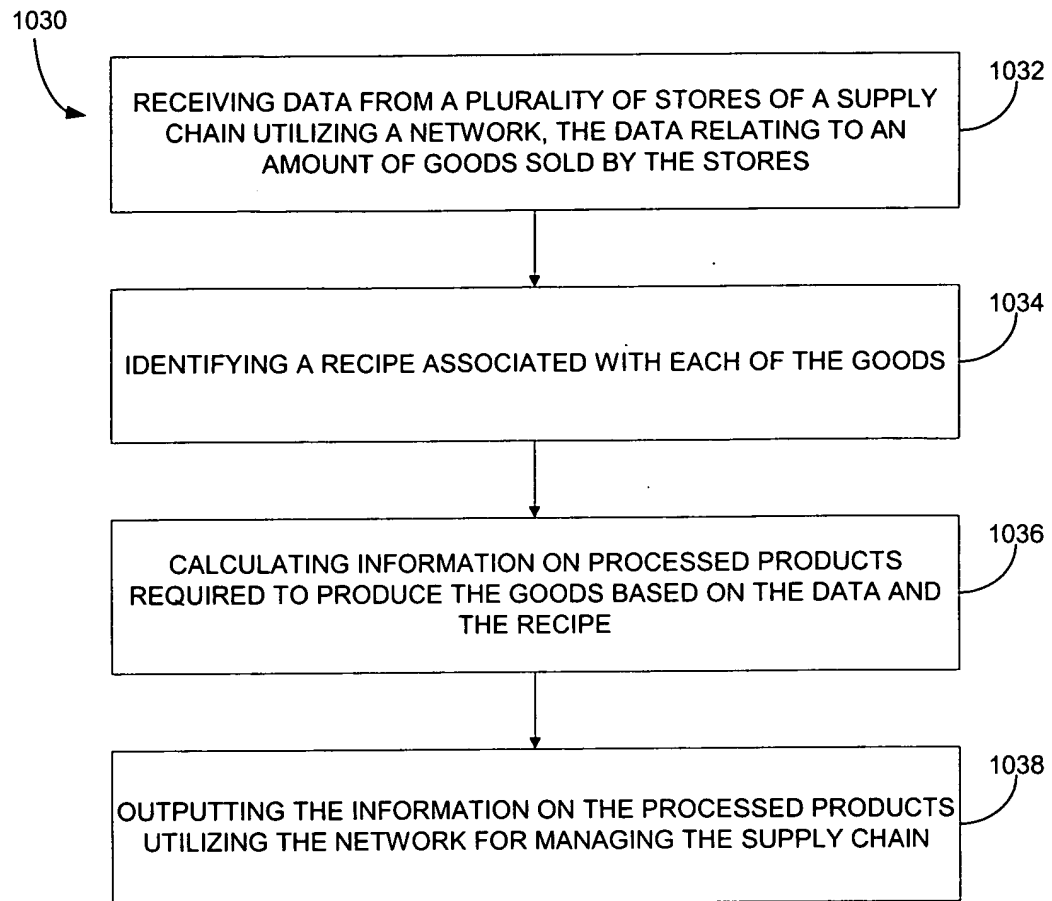 1030
1032
RECEIVING DATA FROM A PLURALITY OF STORES OF A SUPPLY
CHAIN UTILIZING A NETWORK, THE DATA RELATING TO AN
AMOUNT OF GOODS SOLD BY THE STORES
1034
IDENTIFYING A RECIPE ASSOCIATED WITH EACH OF THE GOODS
1036
CALCULATING INFORMATION ON PROCESSED PRODUCTS
REQUIRED TO PRODUCE THE GOODS BASED ON THE DATA AND
THE RECIPE
1038
OUTPUTTING THE INFORMATION ON THE PROCESSED PRODUCTS
UTILIZING THE NETWORK FOR MANAGING THE SUPPLY CHAIN